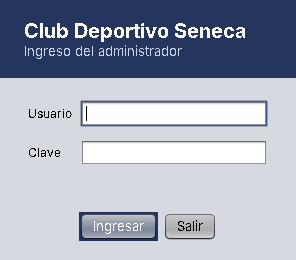 Club Deportivo Seneca
Ingreso del administrador
Usuario
Clave
Ingresar Salir